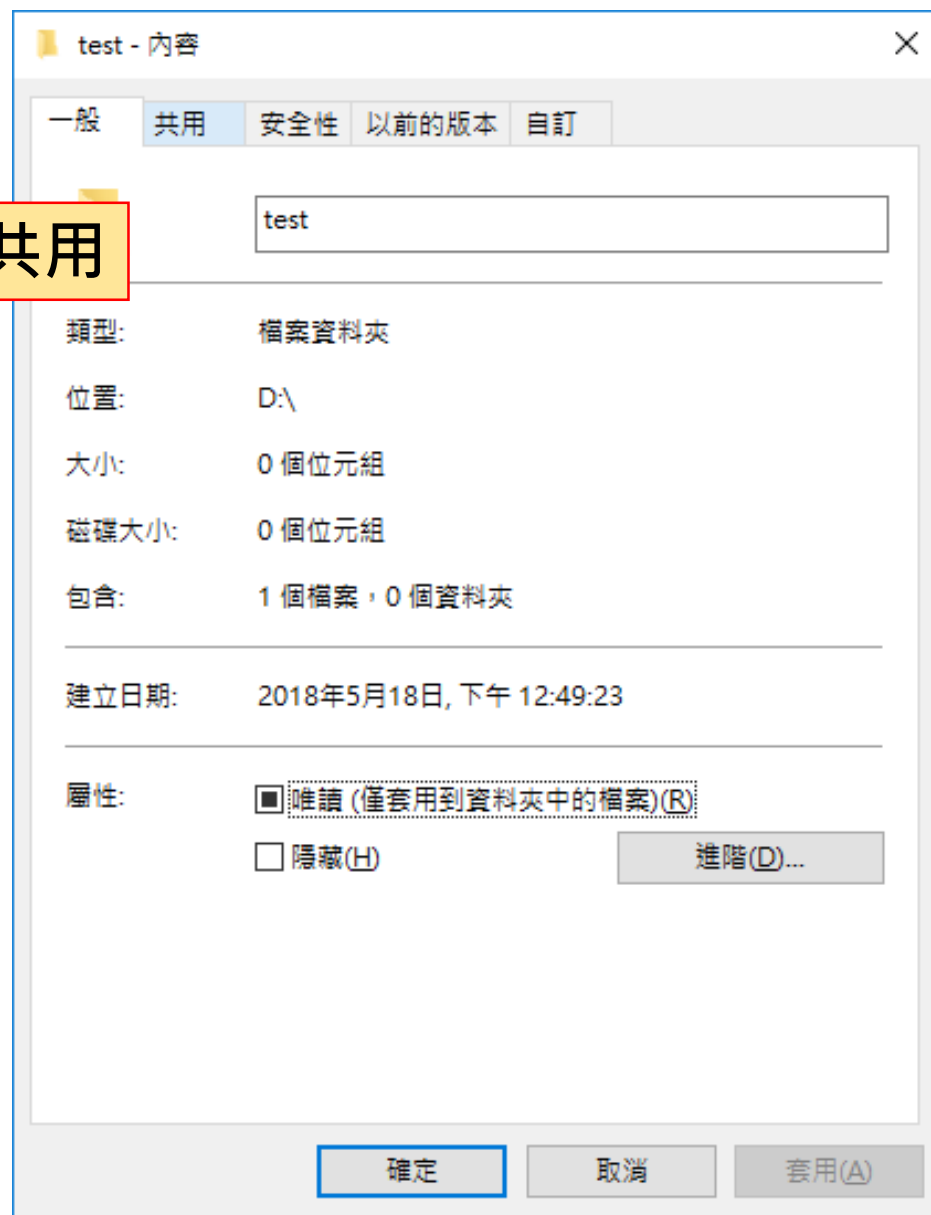 test - 內容
一般 共用 安全性 以前的版本 自訂
共用
test
類型: 檔案資料夾
位置: D:\
大小: 0 個位元組
磁碟大小: 0 個位元組
包含: 1 個檔案，0 個資料夾
建立日期: 2018年5月18日, 下午 12:49:23
屬性: 唯讀 (僅套用到資料夾中的檔案)(R)
隱藏(H) 進階(D)...
確定 取消 套用(A)